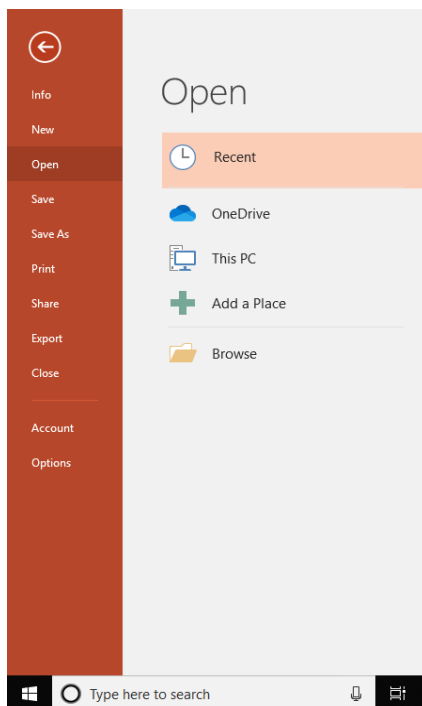 Info
New
Open
Save
Save As
Print
Share
Export
Close
Account
Options
Open
Recent
OneDrive
This PC
Add a Place
Browse
Type here to search